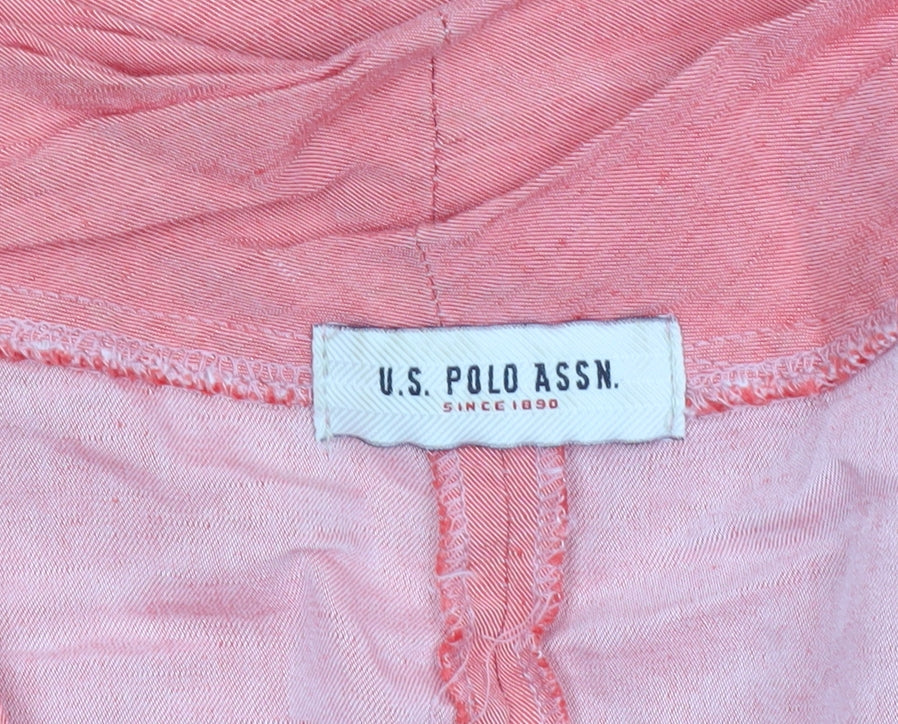 U.S. POLO ASSN.
SINCE 1890